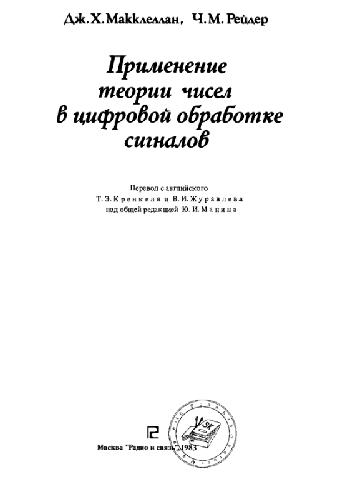 Дж. Х. Макклеллан, Ч. М. Рейдер
Применение
теории чисел
в цифровой обработке
сигналов
Перевод с английского
Т. Э. Кренкеля и В. И. Журавлева
под общей редакцией Ю. И. Манина
Москва "Радио и связь" 1983